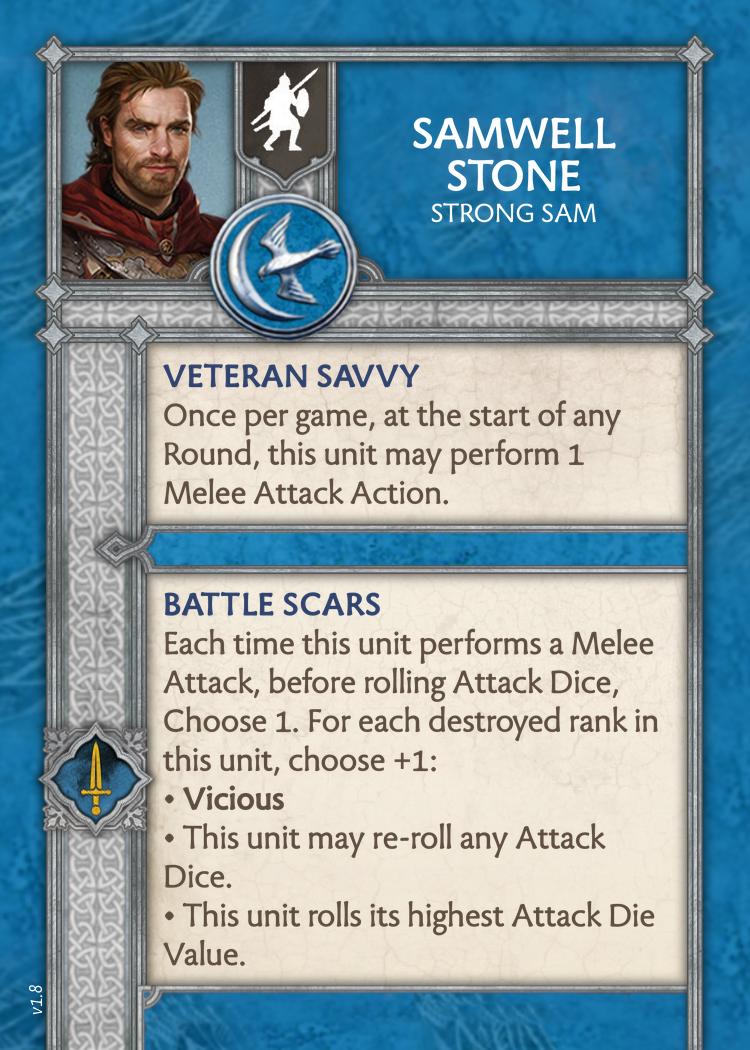 SAMWELL
STONE
STRONG SAM
VETERAN SAVVY
Once per game, at the start of any
Round, this unit may perform 1
Melee Attack Action.
BATTLE SCARS
Each time this unit performs a Melee
Attack, before rolling Attack Dice,
Choose 1. For each destroyed rank in
this unit, choose +1:
• Vicious
• This unit may re-roll any Attack
Dice.
• This unit rolls its highest Attack Die
Value.
v1.8